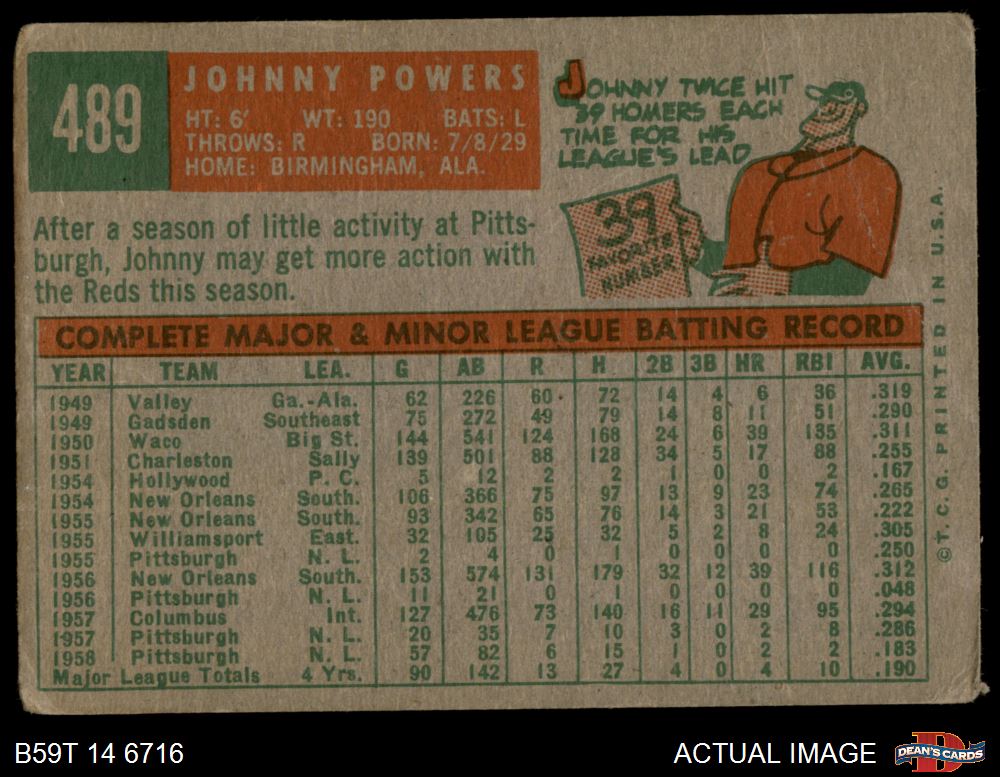 489
JOHNNY POWERS
HT: 6' WT: 190 BATS: L
THROWS: R BORN: 7/8/29
HOME: BIRMINGHAM, ALA.
JOHNNY TWICE HIT
39 HOMERS EACH
TIME FOR HIS
LEAGUE'S LEAD
39
FAVORITE
NUMBER
After a season of little activity at Pitts-
burgh, Johnny may get more action with
the Reds this season.
COMPLETE MAJOR & MINOR LEAGUE BATTING RECORD
YEAR TEAM LEA. G AB R H 2B 3B HR RBI AVG.
1949 Valley Ga.-Ala. 62 226 60 72 14 4 6 36 .319
1949 Gadsden Southeast 75 272 49 79 14 8 11 51 .290
1950 Waco Big St. 144 541 124 168 24 6 39 135 .311
1951 Charleston Sally 139 501 88 128 34 5 17 88 .255
1954 Hollywood P. C. 5 12 2 2 1 0 0 2 .167
1954 New Orleans South. 106 366 75 97 13 9 23 74 .265
1955 New Orleans South. 93 342 65 76 14 3 21 53 .222
1955 Williamsport East. 32 105 25 32 5 2 8 24 .305
1955 Pittsburgh N. L. 2 4 0 1 0 0 0 0 .250
1956 New Orleans South. 153 574 131 179 32 12 39 116 .312
1956 Pittsburgh N. L. 11 21 0 1 0 0 0 0 .048
1957 Columbus Int. 127 476 73 140 16 11 29 95 .294
1957 Pittsburgh N. L. 20 35 7 10 3 0 2 8 .286
1958 Pittsburgh N. L. 57 82 6 15 1 0 2 2 .183
Major League Totals 4 Yrs. 90 142 13 27 4 0 4 10 .190
© T. C. G. PRINTED IN U.S.A.
B59T 14 6716
ACTUAL IMAGE
D
DEAN'S CARDS